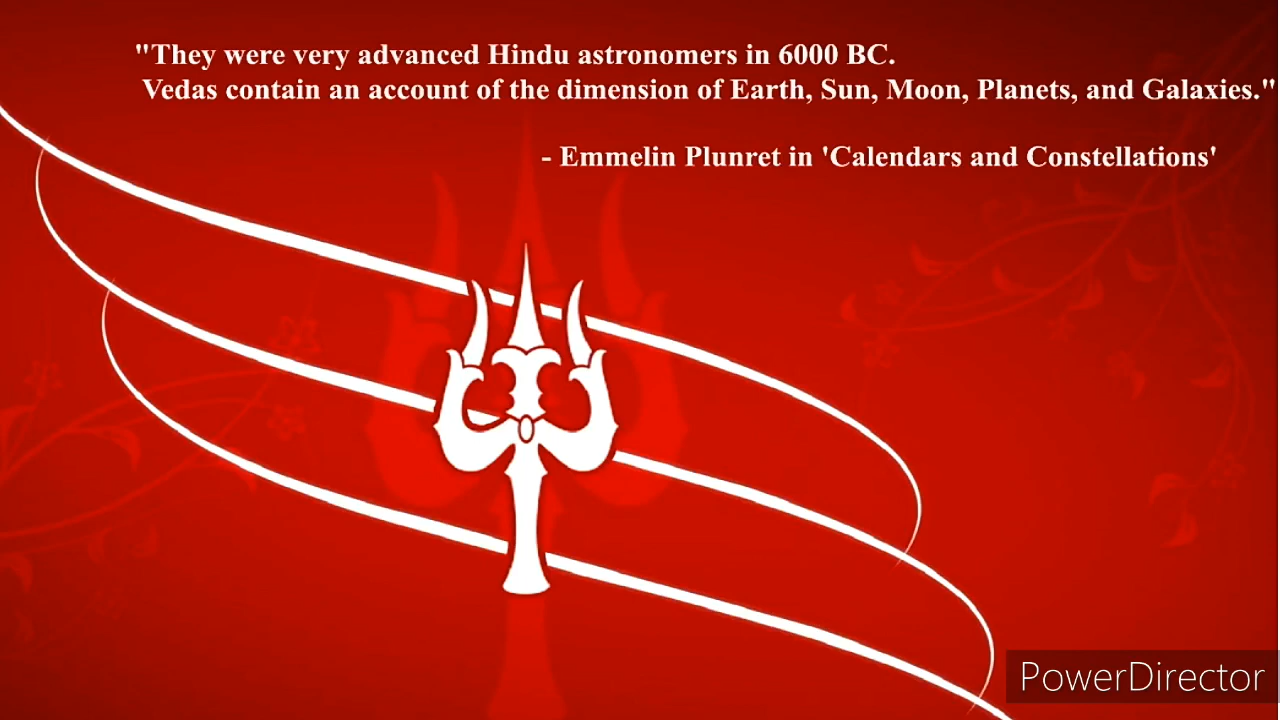 "They were very advanced Hindu astronomers in 6000 BC.
Vedas contain an account of the dimension of Earth, Sun, Moon, Planets, and Galaxies."
- Emmelin Plunret in 'Calendars and Constellations'
PowerDirector